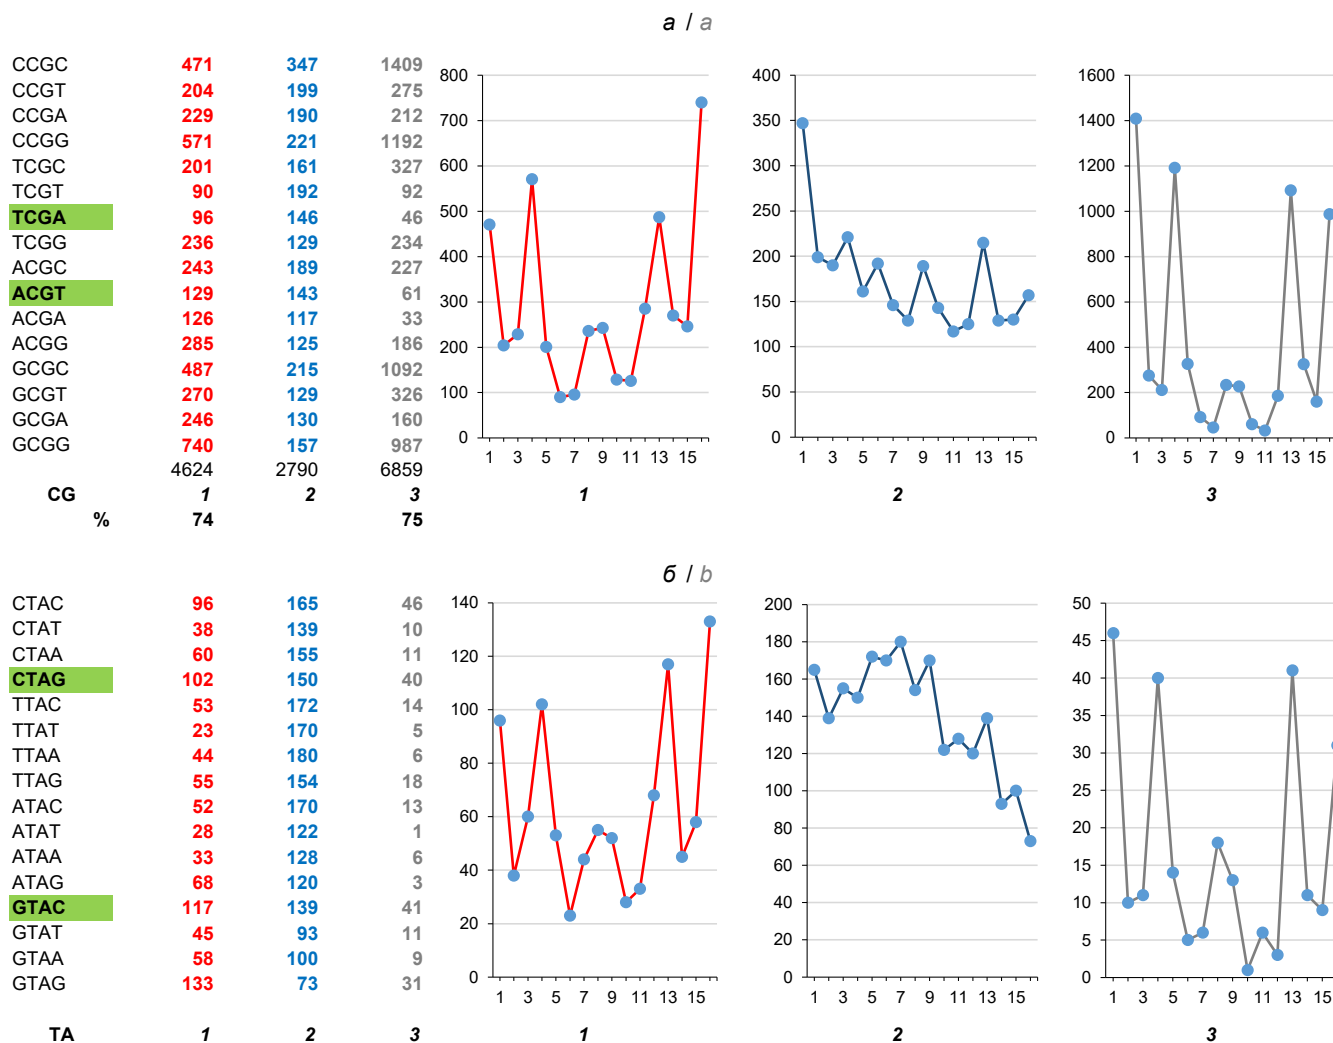 а / a
CCGC 471 347 1409
CCGT 204 199 275
CCGA 229 190 212
CCGG 571 221 1192
TCGC 201 161 327
TCGT 90 192 92
TCGA 96 146 46
TCGG 236 129 234
ACGC 243 189 227
ACGT 129 143 61
ACGA 126 117 33
ACGG 285 125 186
GCGC 487 215 1092
GCGT 270 129 326
GCGA 246 130 160
GCGG 740 157 987
4624 2790 6859
CG 1 2 3
% 74 75
800
700
600
500
400
300
200
100
0
1 3 5 7 9 11 13 15
1
400
350
300
250
200
150
100
50
0
1 3 5 7 9 11 13 15
2
1600
1400
1200
1000
800
600
400
200
0
1 3 5 7 9 11 13 15
3
б / b
CTAC 96 165 46
CTAT 38 139 10
CTAA 60 155 11
CTAG 102 150 40
TTAC 53 172 14
TTAT 23 170 5
TTAA 44 180 6
TTAG 55 154 18
ATAC 52 170 13
ATAT 28 122 1
ATAA 33 128 6
ATAG 68 120 3
GTAC 117 139 41
GTAT 45 93 11
GTAA 58 100 9
GTAG 133 73 31
TA 1 2 3
140
120
100
80
60
40
20
0
1 3 5 7 9 11 13 15
1
200
180
160
140
120
100
80
60
40
20
0
1 3 5 7 9 11 13 15
2
50
45
40
35
30
25
20
15
10
5
0
1 3 5 7 9 11 13 15
3